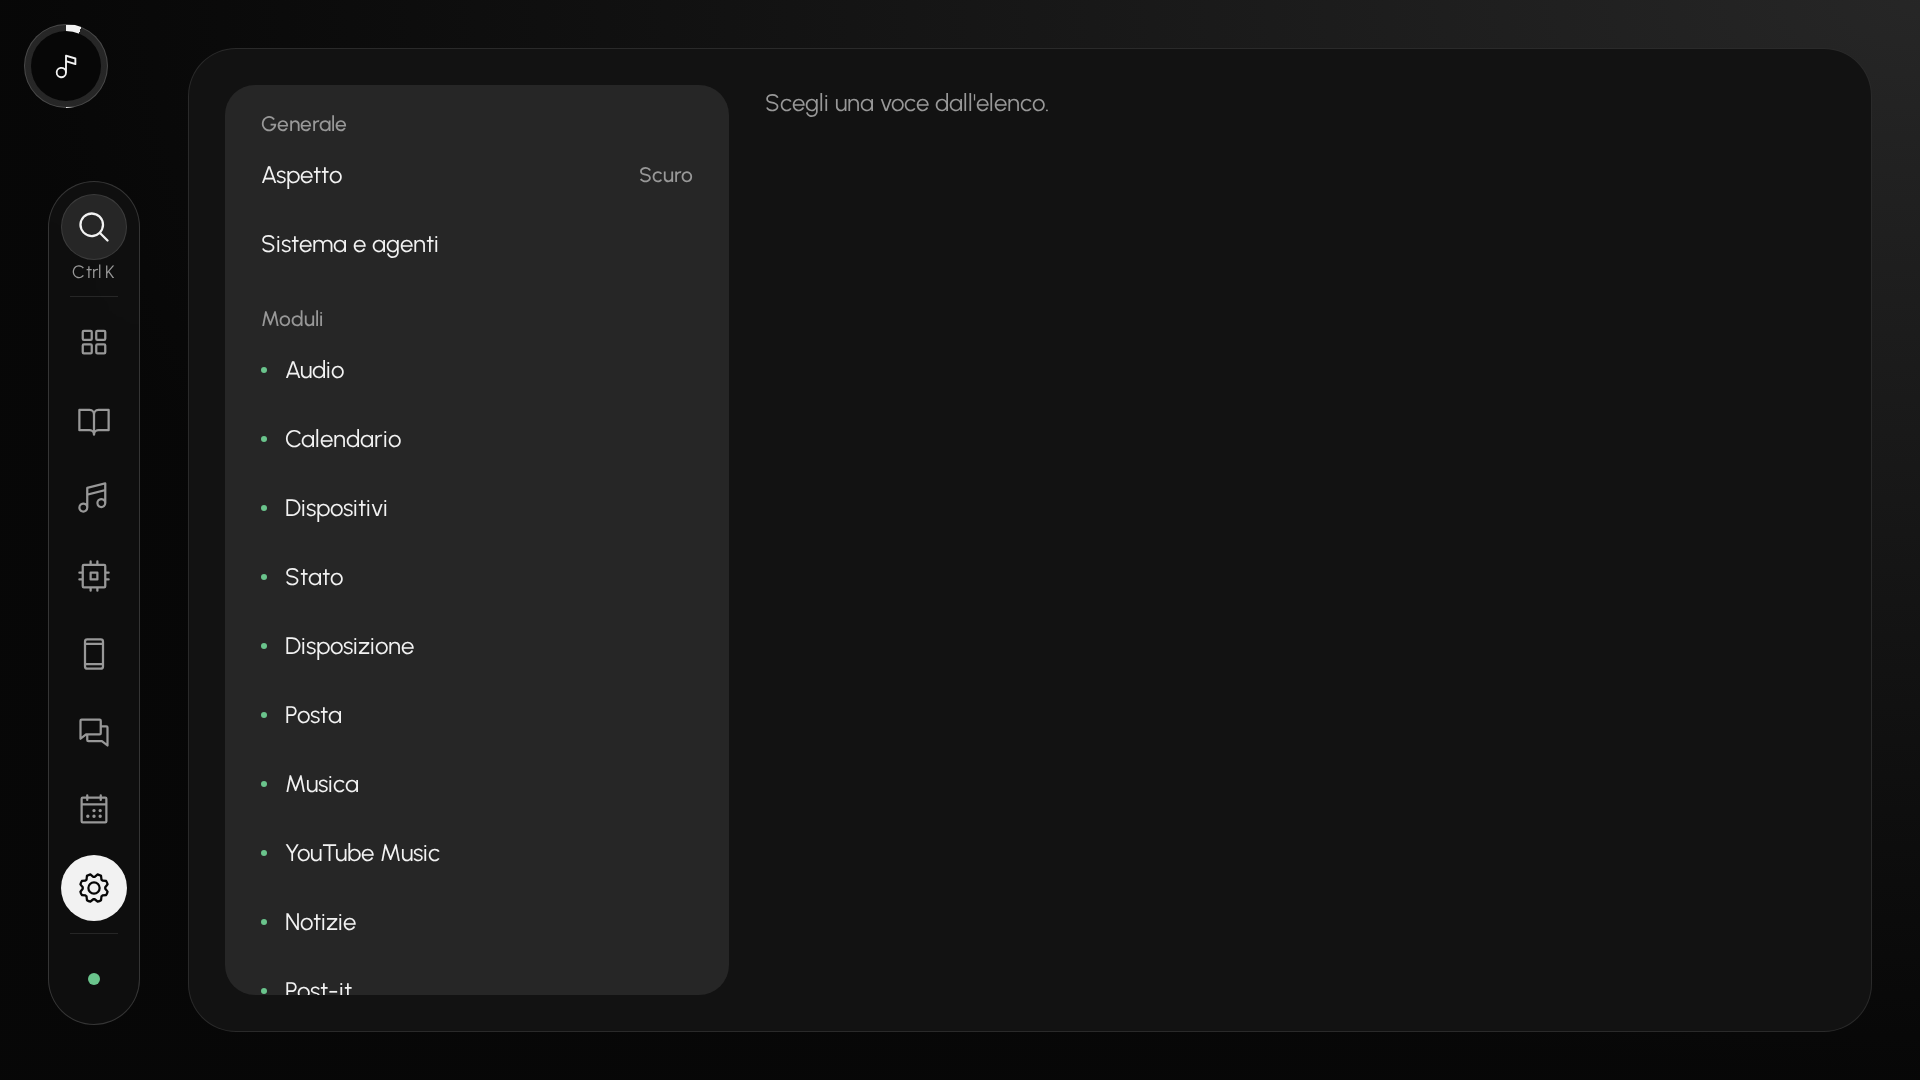 Scegli una voce dall'elenco.
Generale
Aspetto Scuro
Sistema e agenti
Ctrl K
Moduli
Audio
Calendario
Dispositivi
Stato
Disposizione
Posta
Musica
YouTube Music
Notizie
Post-it